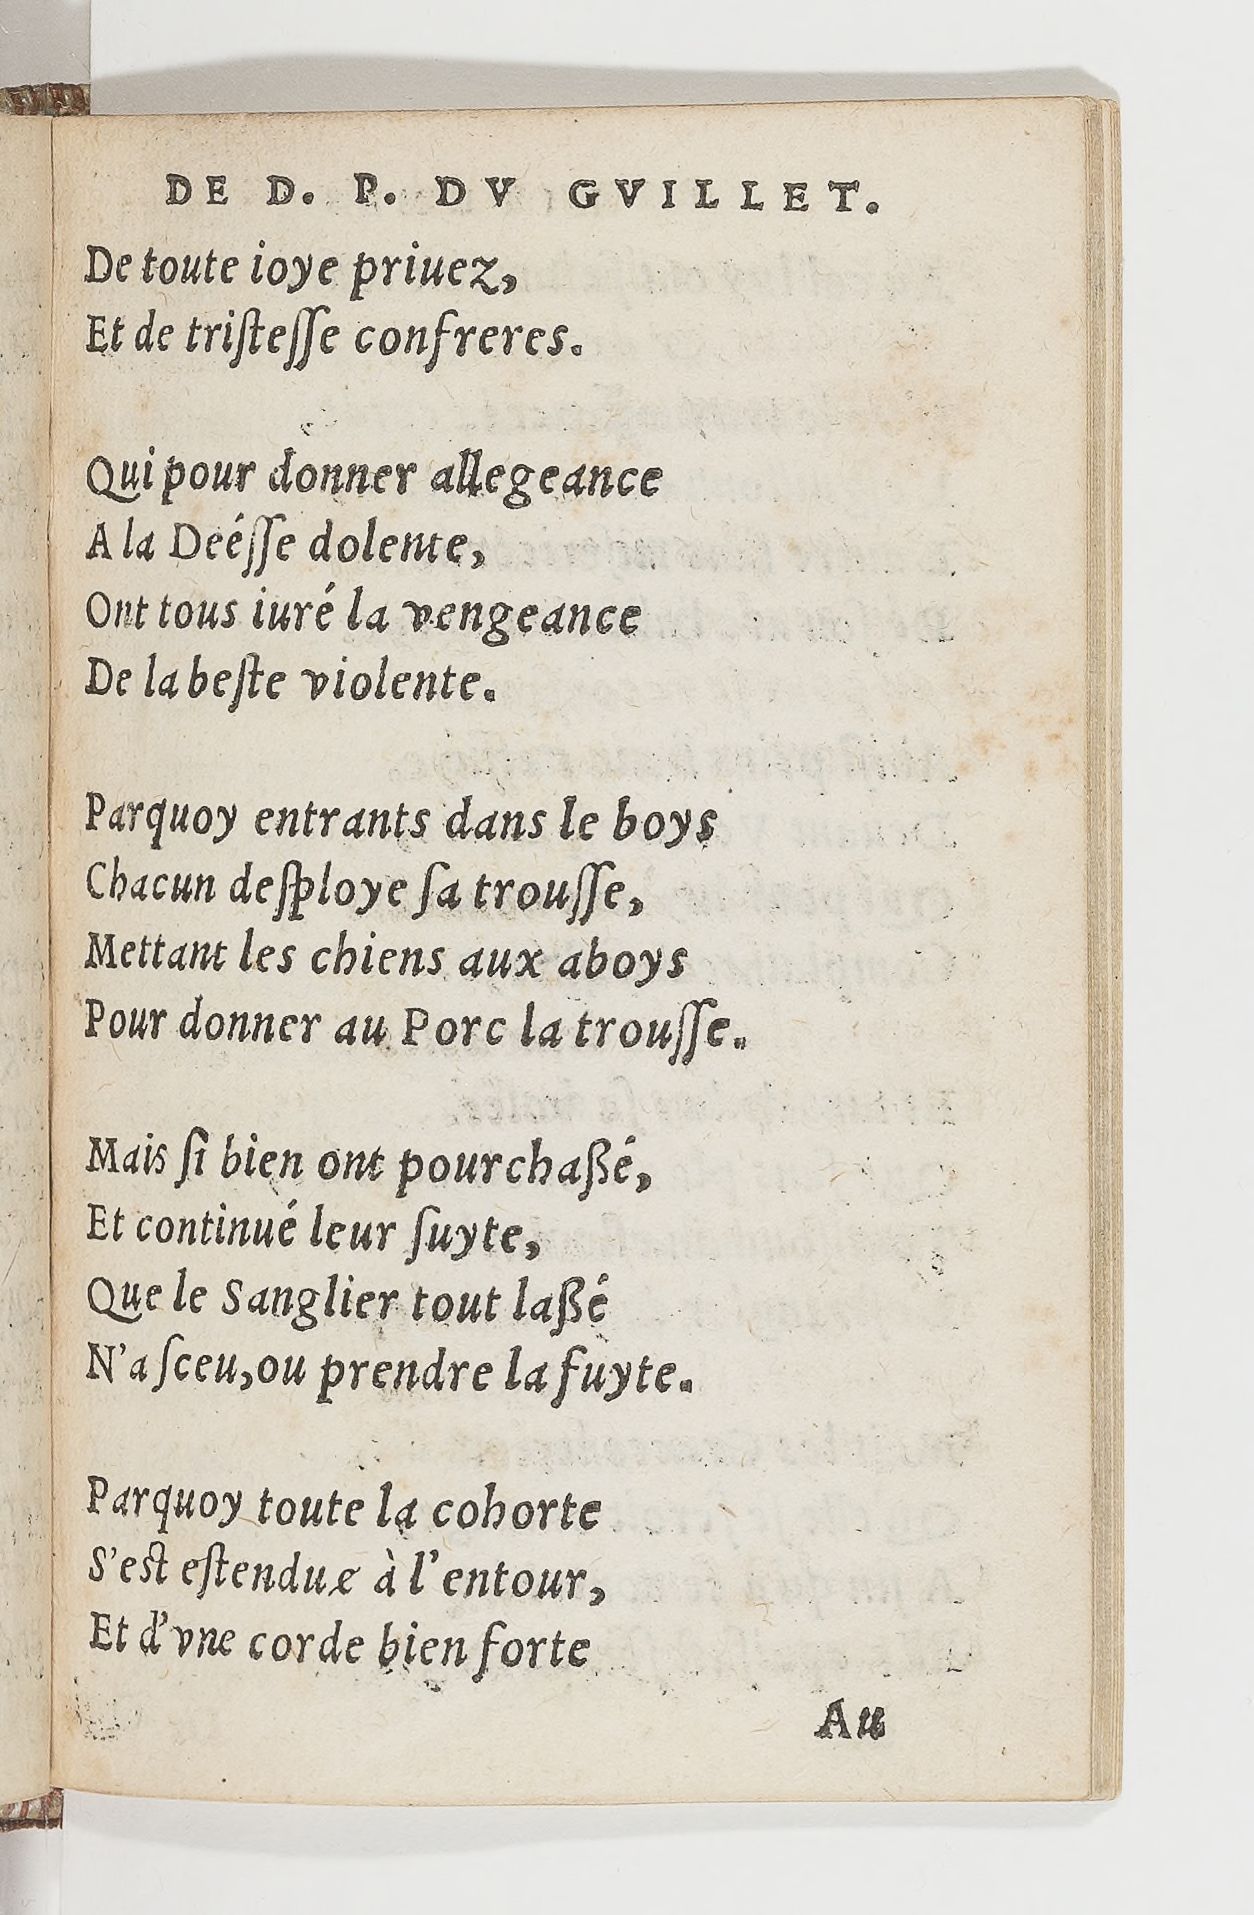 DE D. P. DV GVILLET.
De toute ioye priuez,
Et de triſteſſe confreres.
Qui pour donner allegeance
A la Deéſſe dolente,
Ont tous iuré la vengeance
De la beſte violente.
Parquoy entrants dans le boys
Chacun deſploye ſa trouſſe,
Mettant les chiens aux aboys
Pour donner au Porc la trouſſe.
Mais ſi bien ont pourchaßé,
Et continué leur ſuyte,
Que le Sanglier tout laßé
N'a ſceu, ou prendre la fuyte.
Parquoy toute la cohorte
S'eſt eſtendue à l'entour,
Et d'vne corde bien forte
Au